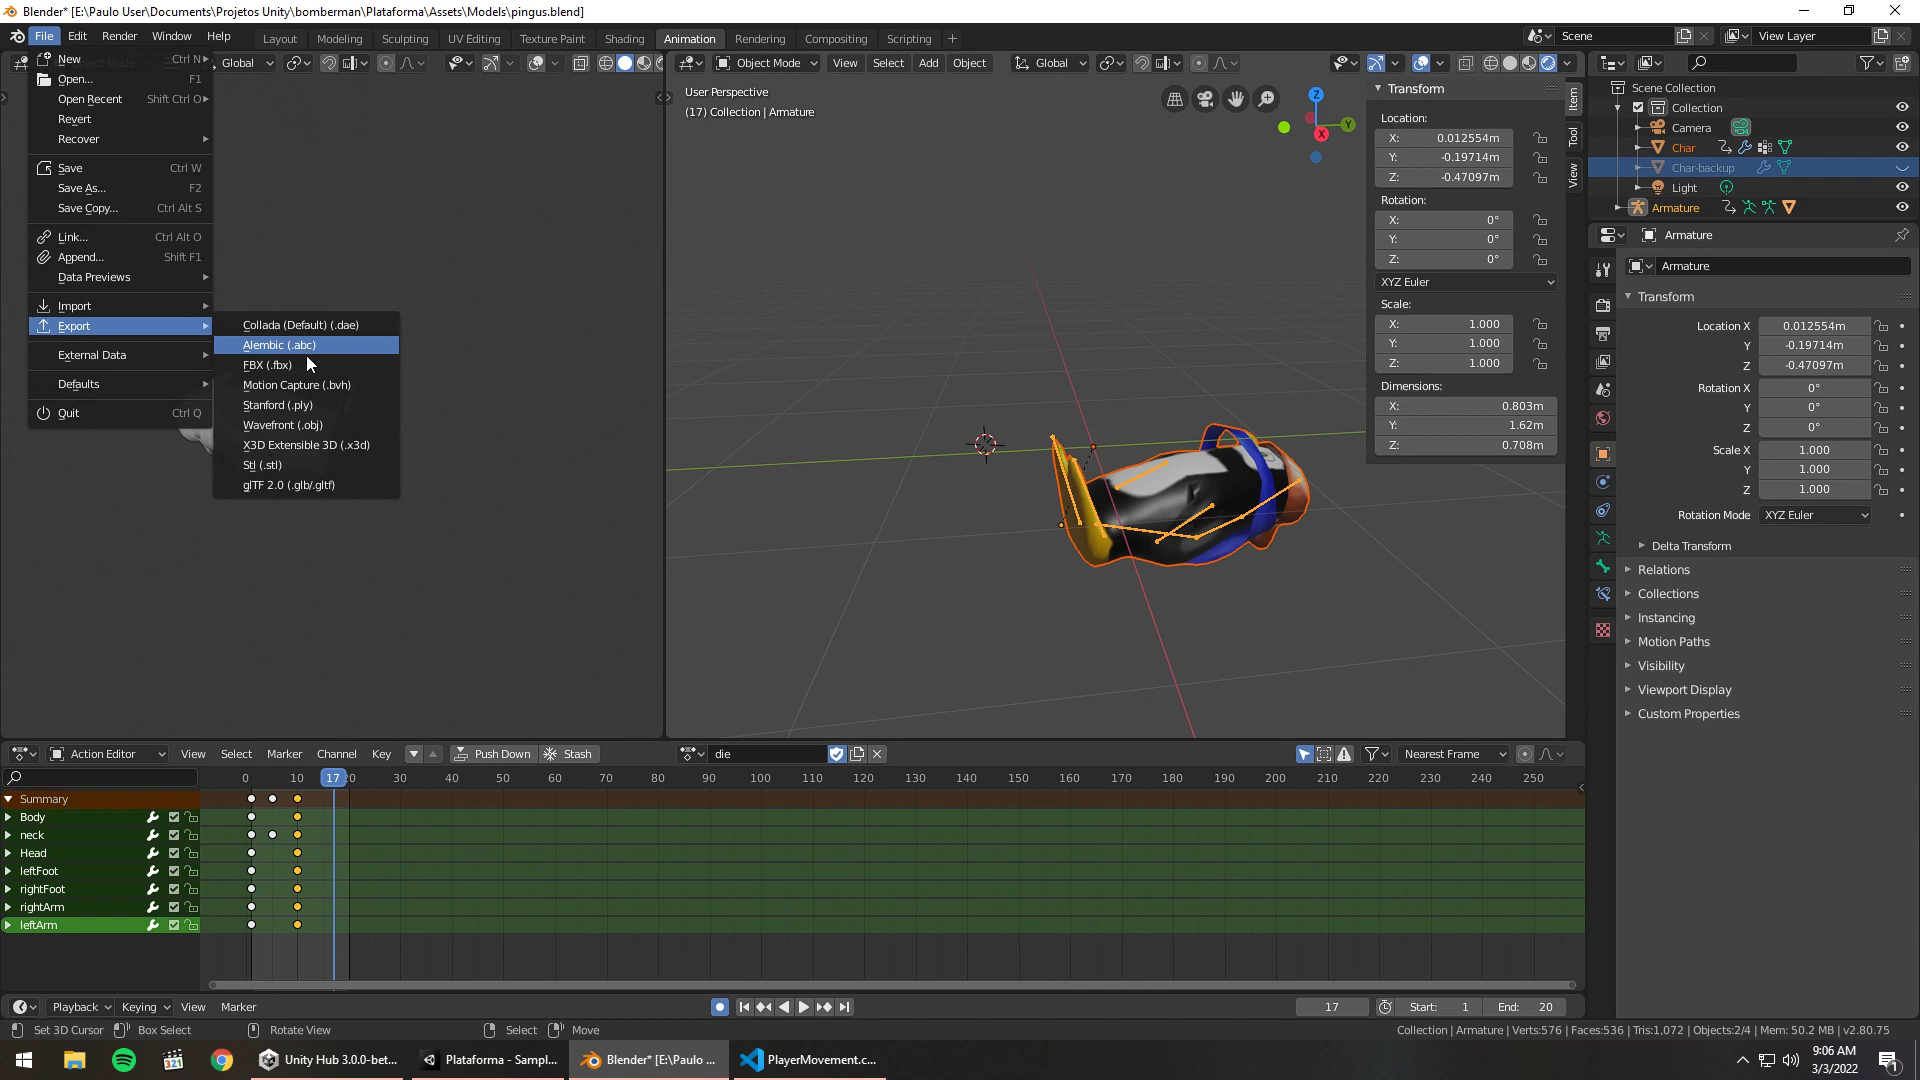 Blender* [E:\Paulo User\Documents\Projetos Unity\bomberman\Plataforma\Assets\Models\pingus.blend]
File Edit Render Window Help
Layout Modeling Sculpting UV Editing Texture Paint Shading Animation Rendering Compositing Scripting
Scene
View Layer
New Ctrl N
Open... F1
Open Recent Shift Ctrl O
Revert
Recover
Save Ctrl W
Save As... F2
Save Copy... Ctrl Alt S
Link... Ctrl Alt O
Append... Shift F1
Data Previews
Import
Export
External Data
Defaults
Quit Ctrl Q
Collada (Default) (.dae)
Alembic (.abc)
FBX (.fbx)
Motion Capture (.bvh)
Stanford (.ply)
Wavefront (.obj)
X3D Extensible 3D (.x3d)
Stl (.stl)
glTF 2.0 (.glb/.gltf)
Global
Object Mode View Select Add Object Global
User Perspective
(17) Collection | Armature
Z
Y
X
Transform
Location:
X: 0.012554m
Y: -0.19714m
Z: -0.47097m
Rotation:
X: 0°
Y: 0°
Z: 0°
XYZ Euler
Scale:
X: 1.000
Y: 1.000
Z: 1.000
Dimensions:
X: 0.803m
Y: 1.62m
Z: 0.708m
Item
Tool
View
Scene Collection
Collection
Camera
Char
Char-backup
Light
Armature
Armature
Armature
Transform
Location X 0.012554m
Y -0.19714m
Z -0.47097m
Rotation X 0°
Y 0°
Z 0°
Scale X 1.000
Y 1.000
Z 1.000
Rotation Mode XYZ Euler
Delta Transform
Relations
Collections
Instancing
Motion Paths
Visibility
Viewport Display
Custom Properties
Action Editor View Select Marker Channel Key Push Down Stash die Nearest Frame
0 10 17 20 30 40 50 60 70 80 90 100 110 120 130 140 150 160 170 180 190 200 210 220 230 240 250
Summary
Body
neck
Head
leftFoot
rightFoot
rightArm
leftArm
Playback Keying View Marker 17 Start: 1 End: 20
Set 3D Cursor Box Select Rotate View Select Move
Collection | Armature | Verts:576 | Faces:536 | Tris:1,072 | Objects:2/4 | Mem: 50.2 MB | v2.80.75
321
Unity Hub 3.0.0-bet...
Plataforma - Sampl...
Blender* [E:\Paulo ...
PlayerMovement.c...
9:06 AM
3/3/2022
1